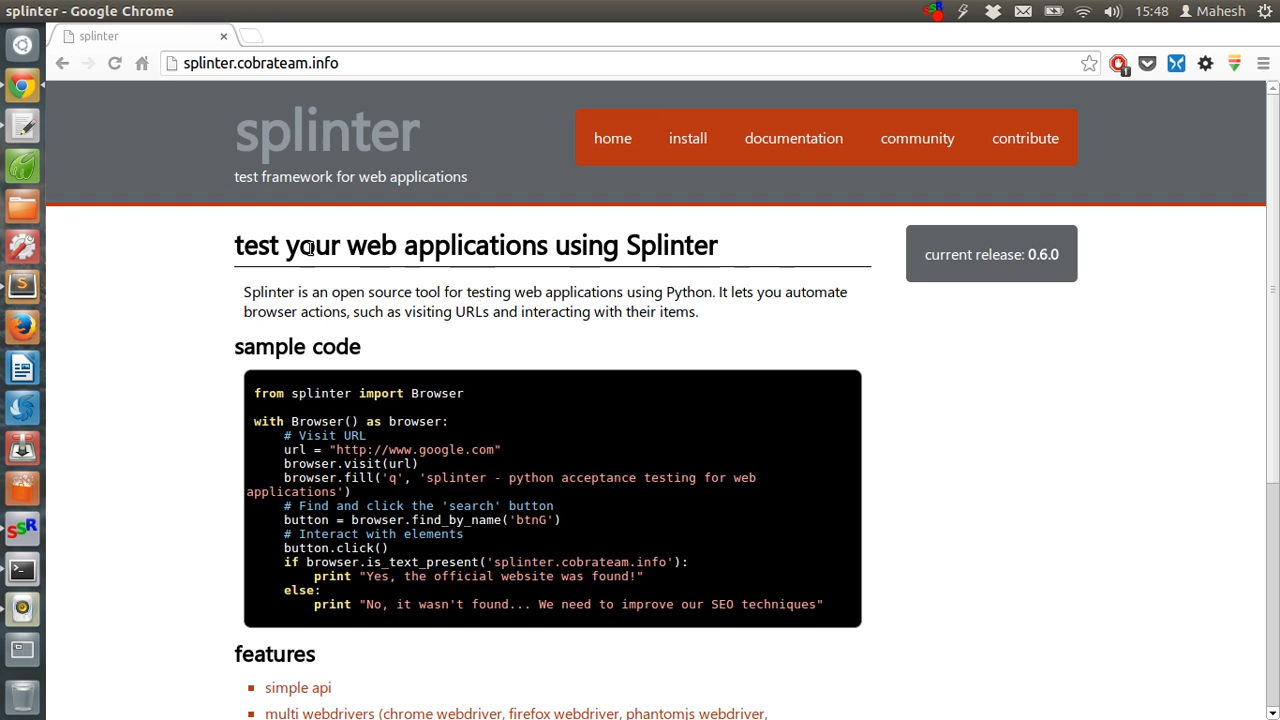 splinter - Google Chrome
15:48
Mahesh
splinter
splinter.cobrateam.info
1
splinter
home
install
documentation
community
contribute
test framework for web applications
test your web applications using Splinter
current release: 0.6.0
Splinter is an open source tool for testing web applications using Python. It lets you automate
browser actions, such as visiting URLs and interacting with their items.
sample code
from splinter import Browser
with Browser() as browser:
# Visit URL
url = "http://www.google.com"
browser.visit(url)
browser.fill('q', 'splinter - python acceptance testing for web
applications')
# Find and click the 'search' button
button = browser.find_by_name('btnG')
# Interact with elements
button.click()
if browser.is_text_present('splinter.cobrateam.info'):
print "Yes, the official website was found!"
else:
print "No, it wasn't found... We need to improve our SEO techniques"
features
simple api
multi webdrivers (chrome webdriver, firefox webdriver, phantomjs webdriver,